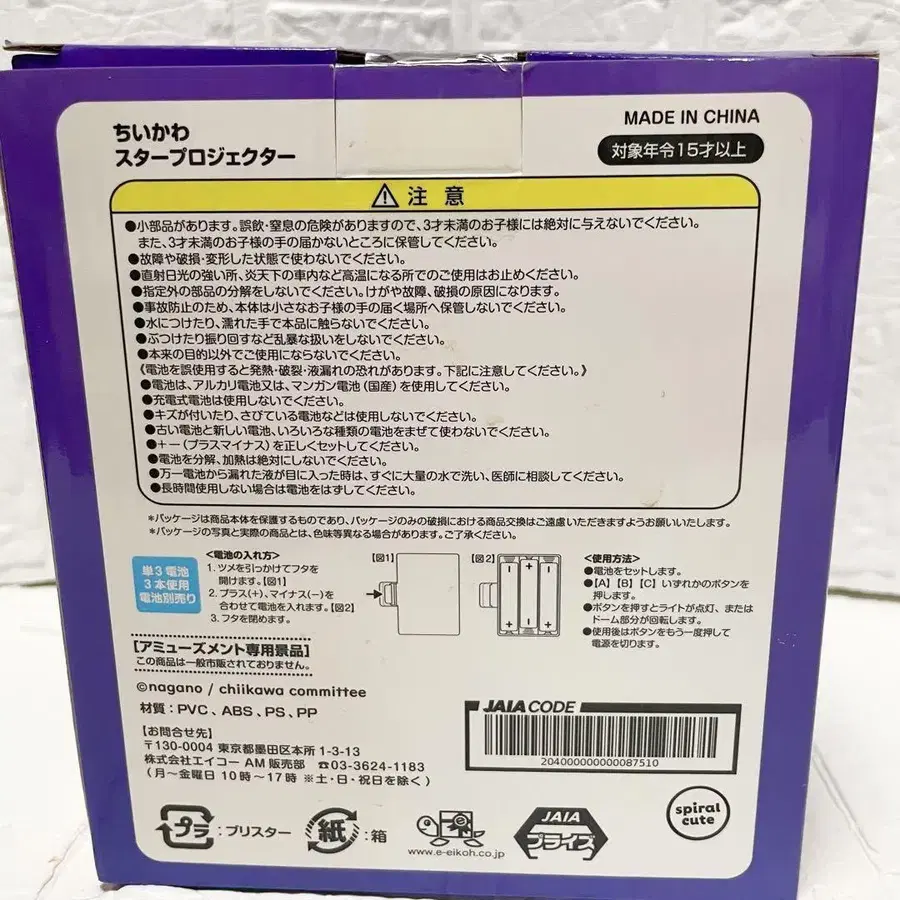 ちいかわ
スタープロジェクター
MADE IN CHINA
対象年令15才以上
⚠ 注意
●小部品があります。誤飲・窒息の危険がありますので、3才未満のお子様には絶対に与えないでください。
また、3才未満のお子様の手の届かないところに保管してください。
●故障や破損・変形した状態で使わないでください。
●直射日光の強い所、炎天下の車内など高温になる所でのご使用はお止めください。
●指定外の部品の分解をしないでください。けがや故障、破損の原因になります。
●事故防止のため、本体は小さなお子様の手の届く場所へ保管しないでください。
●水につけたり、濡れた手で本品に触らないでください。
●ぶつけたり振り回すなど乱暴な扱いをしないでください。
●本来の目的以外でご使用にならないでください。
《電池を誤使用すると発熱・破裂・液漏れの恐れがあります。下記に注意してください。》
●電池は、アルカリ電池又は、マンガン電池(国産)を使用してください。
●充電式電池は使用しないでください。
●キズが付いたり、さびている電池などは使用しないでください。
●古い電池と新しい電池、いろいろな種類の電池をまぜて使わないでください。
●+-(プラスマイナス)を正しくセットしてください。
●電池を分解、加熱は絶対にしないでください。
●万一電池から漏れた液が目に入った時は、すぐに大量の水で洗い、医師に相談してください。
●長時間使用しない場合は電池をはずしてください。
*パッケージは商品本体を保護するものであり、パッケージのみの破損における商品交換はご遠慮いただきますようお願いいたします。
*パッケージの写真と実際の商品とは、色味等異なる場合があります。ご了承ください。
単3電池
3本使用
電池別売り
<電池の入れ方>
1. ツメを引っかけてフタを
開けます。【図1】
2. プラス(+)、マイナス(-)を
合わせて電池を入れます。【図2】
3. フタを閉めます。
【図1】
【図2】
<使用方法>
●電池をセットします。
●【A】【B】【C】いずれかのボタンを
押します。
●ボタンを押すとライトが点灯、または
ドーム部分が回転します。
●使用後はボタンをもう一度押して
電源を切ります。
【アミューズメント専用景品】
この商品は一般市販されておりません。
©nagano / chiikawa committee
材質:PVC、ABS、PS、PP
【お問合せ先】
〒130-0004 東京都墨田区本所 1-3-13
株式会社エイコー AM販売部 ☎03-3624-1183
(月~金曜日 10時~17時 ※土・日・祝日を除く)
JAIA CODE
2040000000087510
プラ:ブリスター
紙:箱
www.e-eikoh.co.jp
JAIA
プライズ
spiral
cute